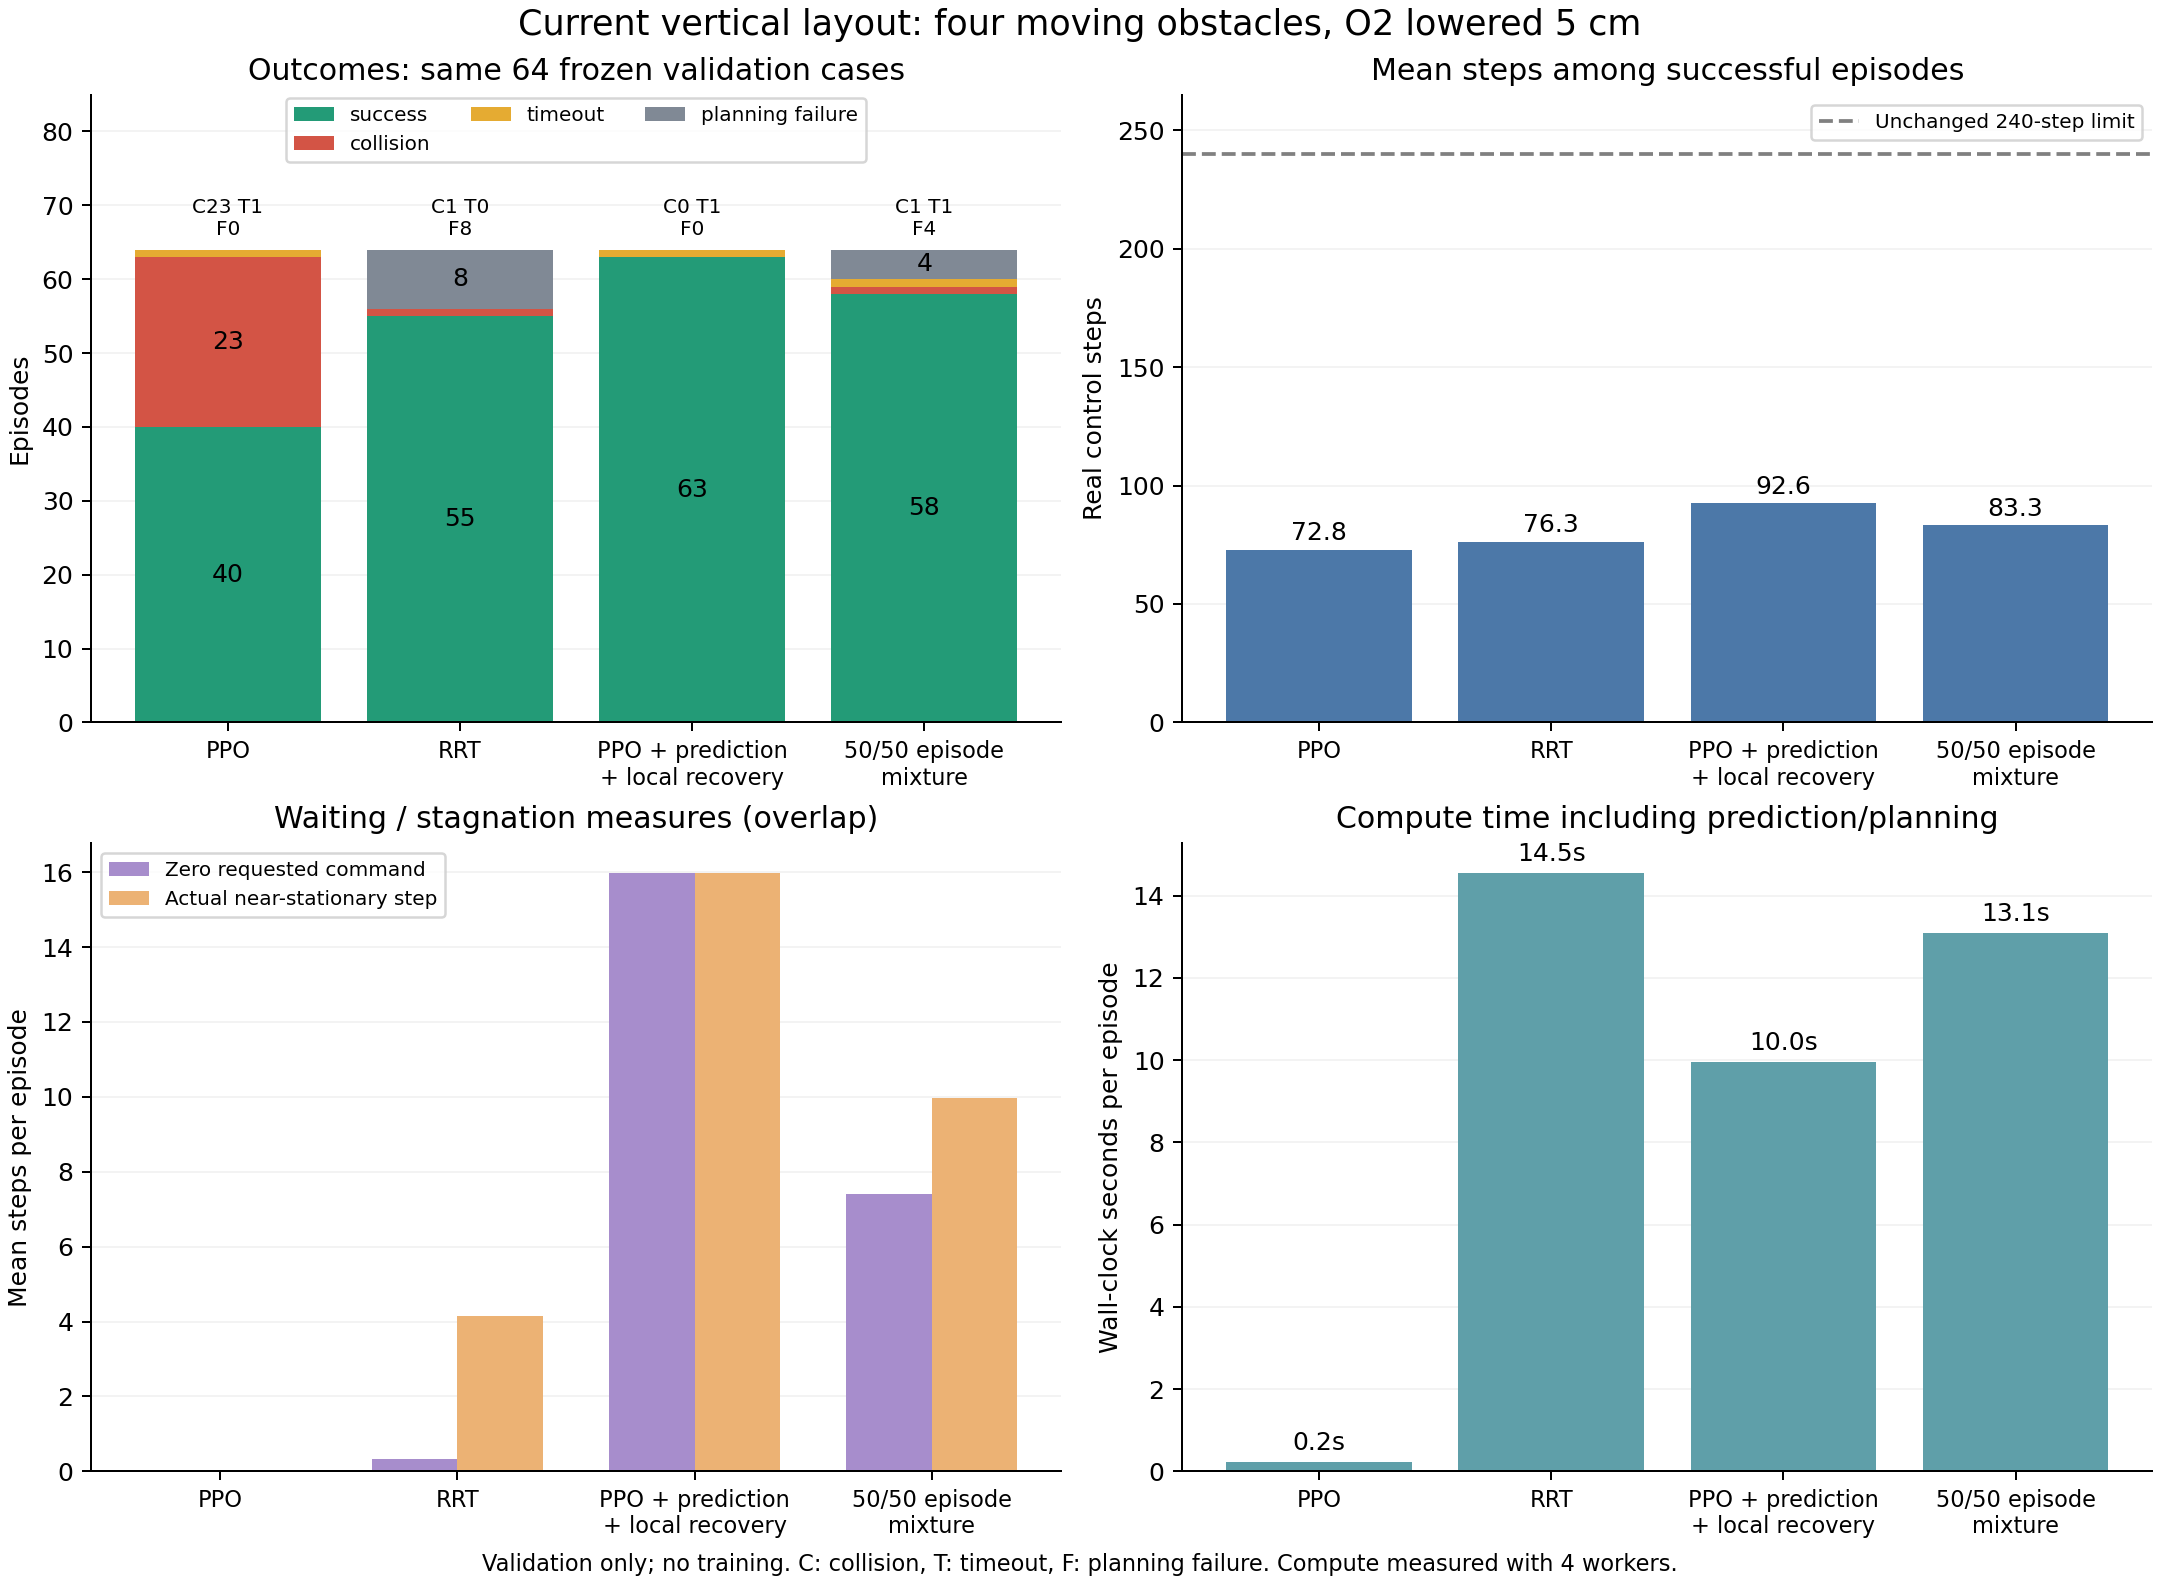 Current vertical layout: four moving obstacles, O2 lowered 5 cm
Outcomes: same 64 frozen validation cases
success
collision
timeout
planning failure
Episodes
80
70
60
50
40
30
20
10
0
C23 T1
F0
C1 T0
F8
C0 T1
F0
C1 T1
F4
23
40
8
55
63
4
58
PPO
RRT
PPO + prediction
+ local recovery
50/50 episode
mixture
Mean steps among successful episodes
Unchanged 240-step limit
Real control steps
250
200
150
100
50
0
72.8
76.3
92.6
83.3
PPO
RRT
PPO + prediction
+ local recovery
50/50 episode
mixture
Waiting / stagnation measures (overlap)
Zero requested command
Actual near-stationary step
Mean steps per episode
16
14
12
10
8
6
4
2
0
PPO
RRT
PPO + prediction
+ local recovery
50/50 episode
mixture
Compute time including prediction/planning
Wall-clock seconds per episode
14
12
10
8
6
4
2
0
0.2s
14.5s
10.0s
13.1s
PPO
RRT
PPO + prediction
+ local recovery
50/50 episode
mixture
Validation only; no training. C: collision, T: timeout, F: planning failure. Compute measured with 4 workers.